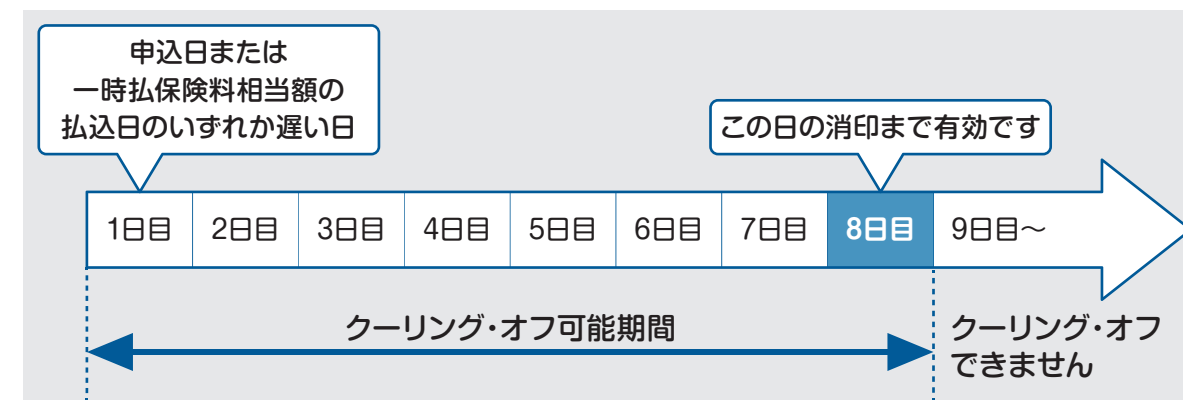 申込日または
一時払保険料相当額の
払込日のいずれか遅い日
この日の消印まで有効です
1日目 2日目 3日目 4日目 5日目 6日目 7日目 8日目 9日目～
クーリング・オフ可能期間
クーリング・オフ
できません